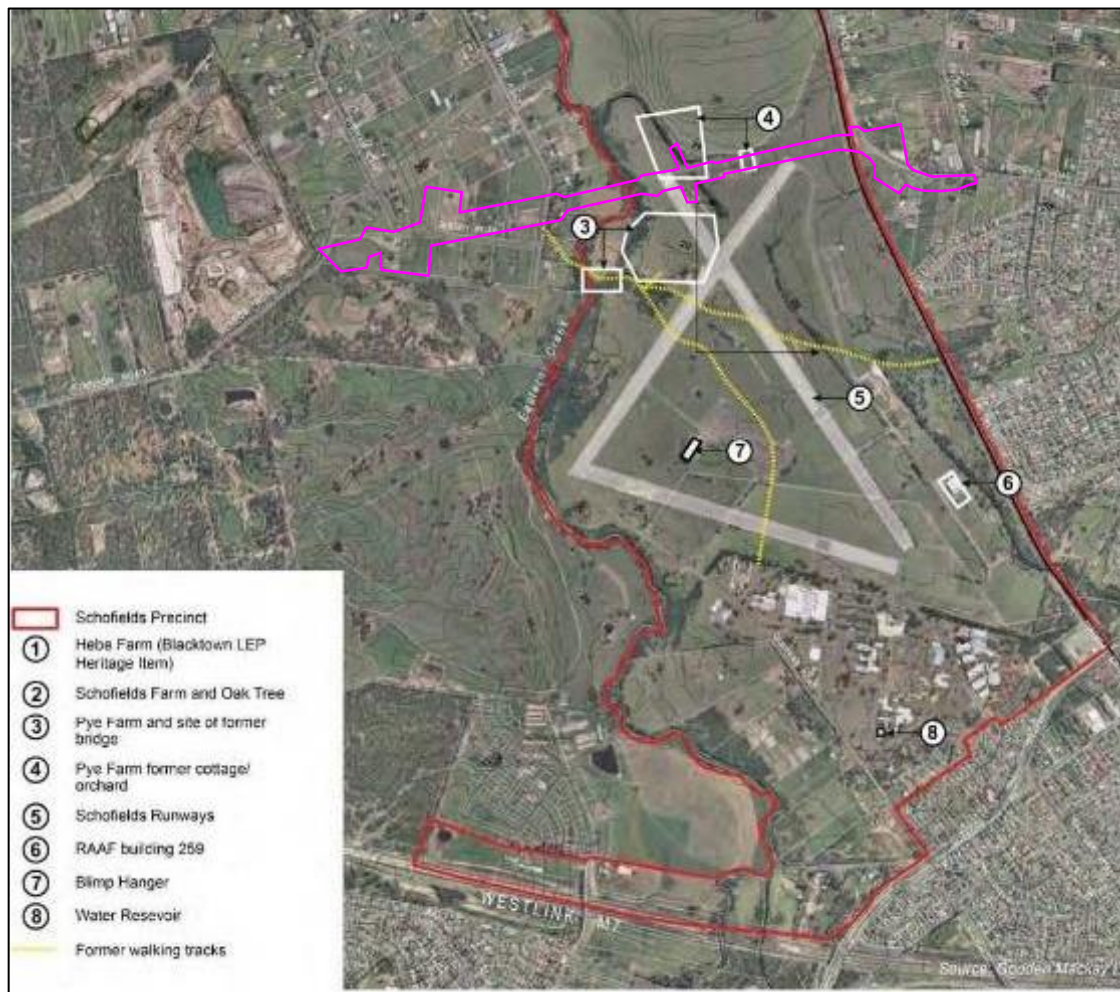 4
3
5
7
6
8
Eastern Creek
WESTLINK M7
Schofields Precinct
1
Hebe Farm (Blacktown LEP
Heritage Item)
2
Schofields Farm and Oak Tree
3
Pye Farm and site of former
bridge
4
Pye Farm former cottage/
orchard
5
Schofields Runways
6
RAAF building 259
7
Blimp Hanger
8
Water Resevoir
Former walking tracks
Source: Godden Mackay L